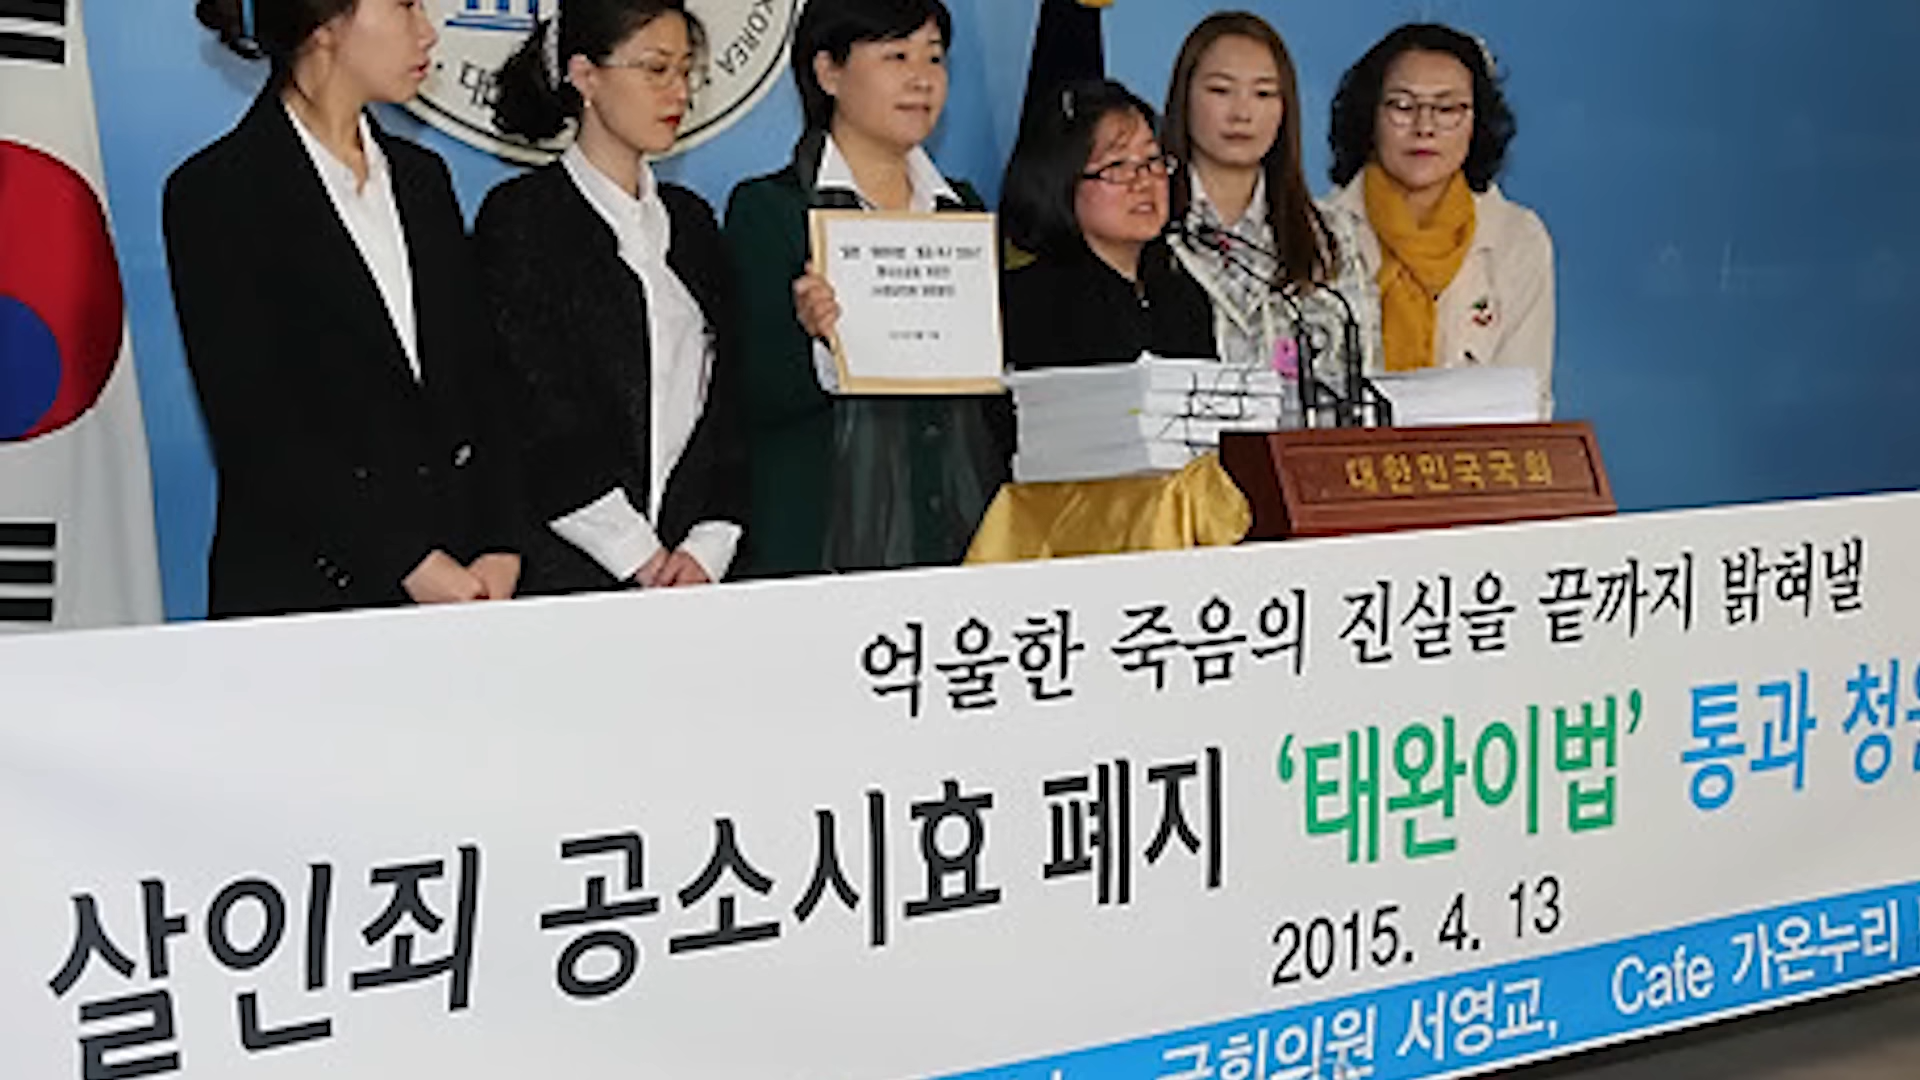 KOREA
대한민국국회
억울한 죽음의 진실을 끝까지 밝혀낼
살인죄 공소시효 폐지 '태완이법' 통과
2015. 4. 13
국회의원 서영교, Cafe 가온누리